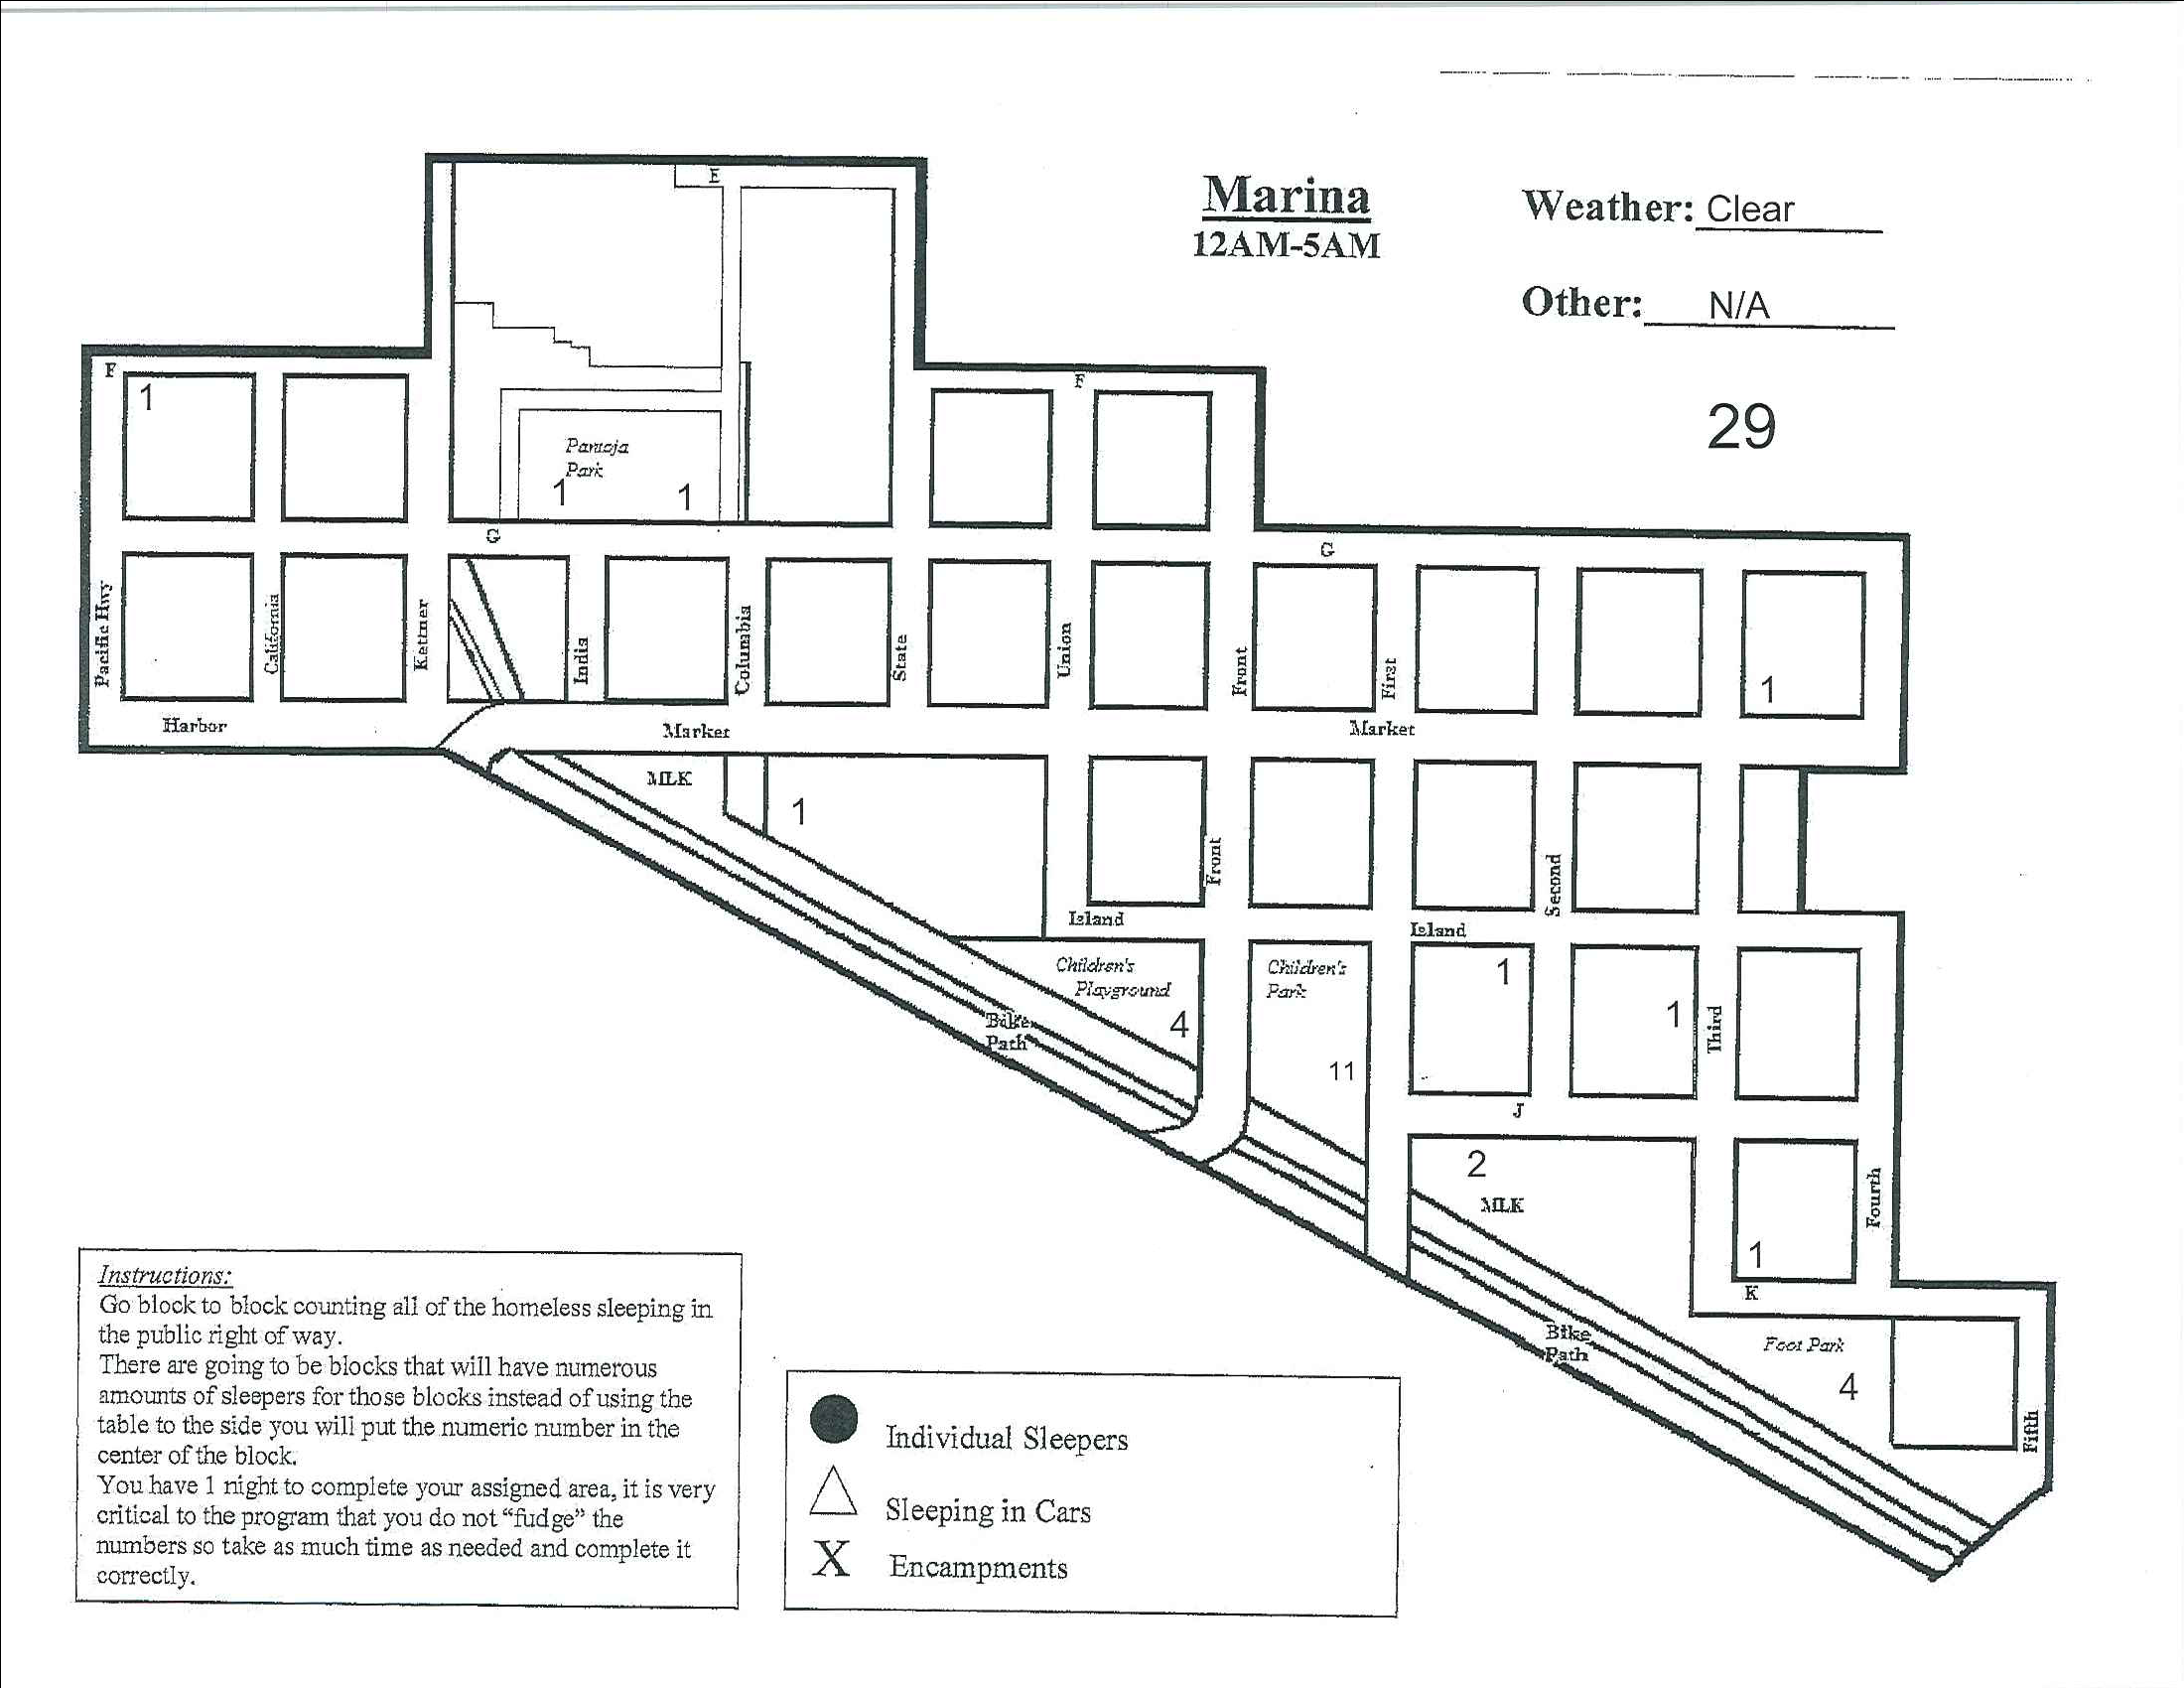 Marina
12AM-5AM
Weather: Clear
Other: N/A
29
E
F
1
F
Pantoja
Park
1 1
G
G
Pacific Hwy
California
Kettner
India
Columbia
State
Union
Front
First
1
Harbor
Market
Market
MLK
1
Front
Second
Island
Island
Children's
Playground
4
Children's
Park
11
1
1
Third
Bike
Path
J
2
MLK
Fourth
1
K
Bike
Path
Foot Park
4
Fifth
Instructions:
Go block to block counting all of the homeless sleeping in
the public right of way.
There are going to be blocks that will have numerous
amounts of sleepers for those blocks instead of using the
table to the side you will put the numeric number in the
center of the block.
You have 1 night to complete your assigned area, it is very
critical to the program that you do not “fudge” the
numbers so take as much time as needed and complete it
correctly.
Individual Sleepers
Sleeping in Cars
X Encampments